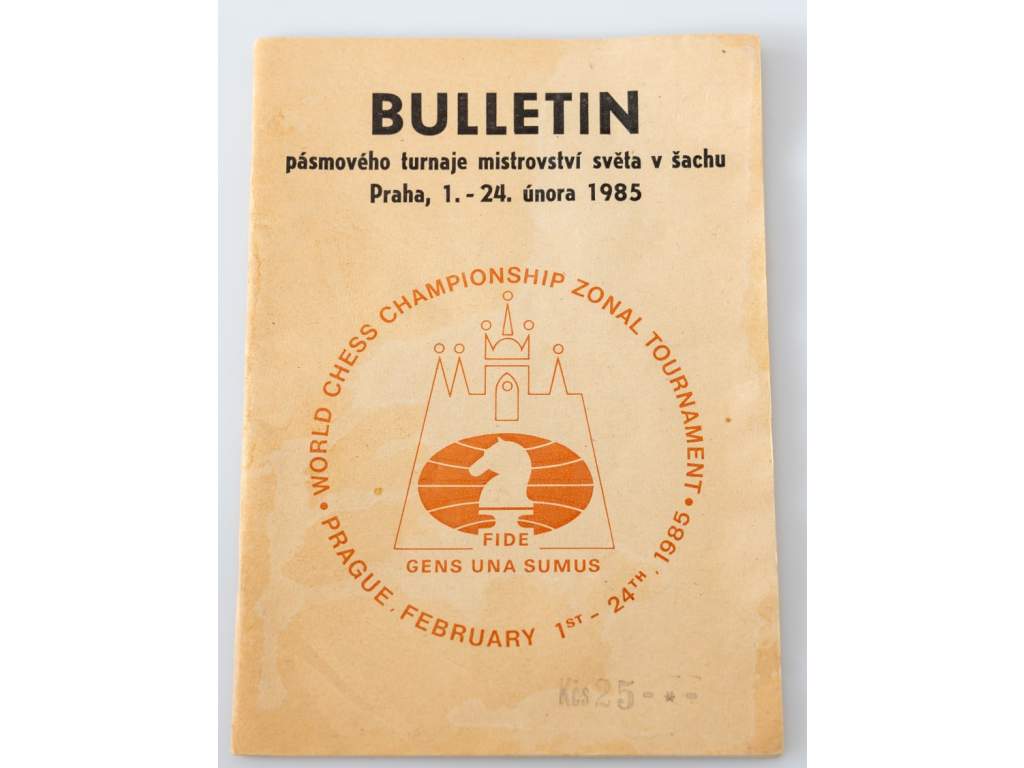 BULLETIN
pásmového turnaje mistrovství světa v šachu
Praha, 1. - 24. února 1985
• WORLD CHESS CHAMPIONSHIP ZONAL TOURNAMENT •
PRAGUE, FEBRUARY 1ST - 24TH, 1985
FIDE
GENS UNA SUMUS
Kčs 25 - * -